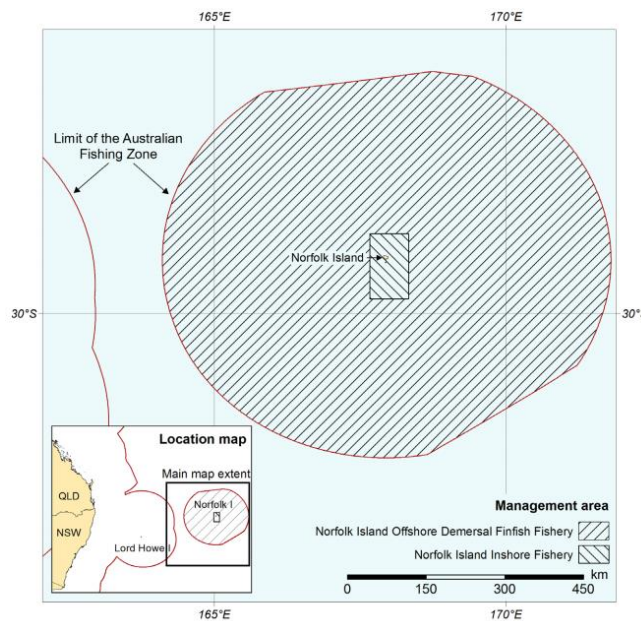 165°E
170°E
Limit of the Australian
Fishing Zone
Norfolk Island
30°S
30°S
Location map
Main map extent
QLD
Norfolk I
NSW
Lord Howe I
Management area
Norfolk Island Offshore Demersal Finfish Fishery
Norfolk Island Inshore Fishery
km
0
150
300
450
165°E
170°E